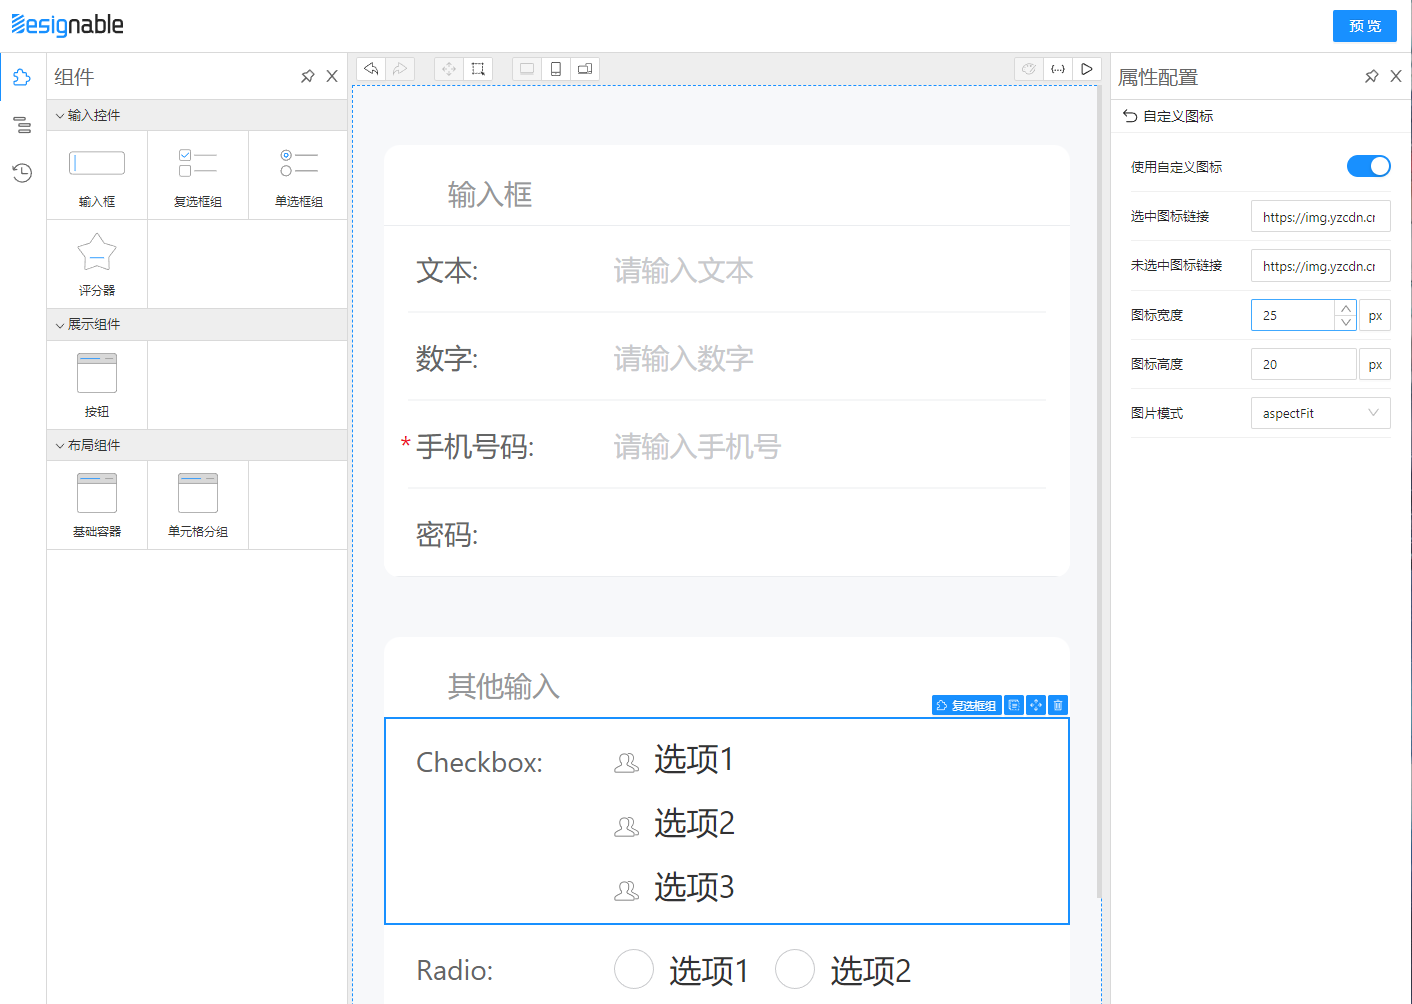 Designable
预 览
组件
输入控件
输入框
复选框组
单选框组
评分器
展示组件
按钮
布局组件
基础容器
单元格分组
输入框
文本:
请输入文本
数字:
请输入数字
*手机号码:
请输入手机号
密码:
其他输入
复选框组
Checkbox:
选项1
选项2
选项3
Radio:
选项1
选项2
属性配置
自定义图标
使用自定义图标
选中图标链接
https://img.yzcdn.cr
未选中图标链接
https://img.yzcdn.cr
图标宽度
25
px
图标高度
20
px
图片模式
aspectFit